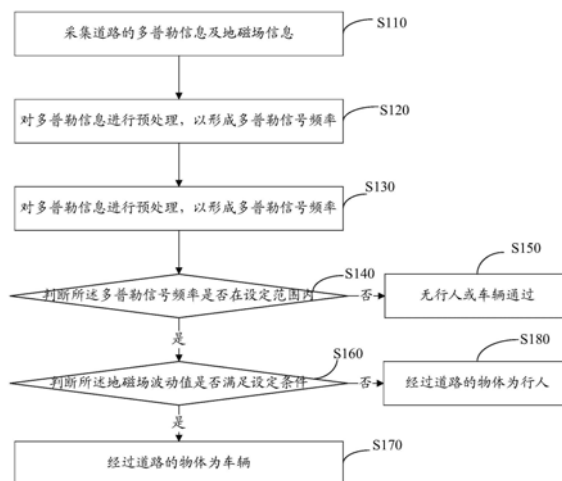 采集道路的多普勒信息及地磁场信息
S110
对多普勒信息进行预处理，以形成多普勒信号频率
S120
对多普勒信息进行预处理，以形成多普勒信号频率
S130
判断所述多普勒信号频率是否在设定范围内
S140
否
无行人或车辆通过
S150
是
判断所述地磁场波动值是否满足设定条件
S160
否
经过道路的物体为行人
S180
是
经过道路的物体为车辆
S170